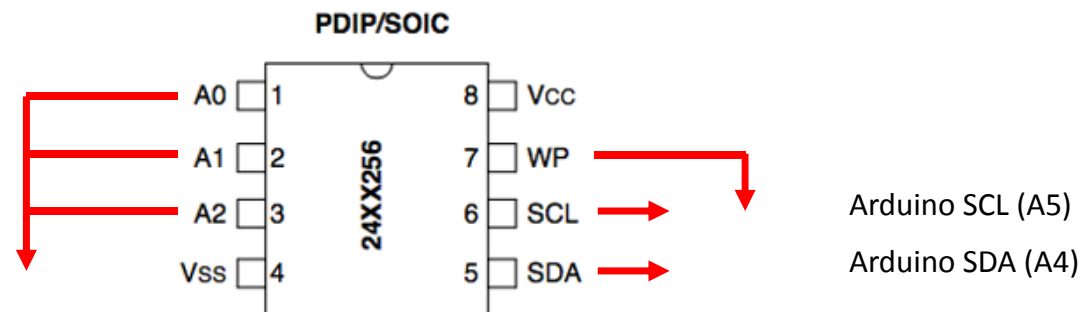 PDIP/SOIC
A0 1 8 VCC
A1 2 7 WP
A2 3 6 SCL Arduino SCL (A5)
VSS 4 5 SDA Arduino SDA (A4)
24XX256